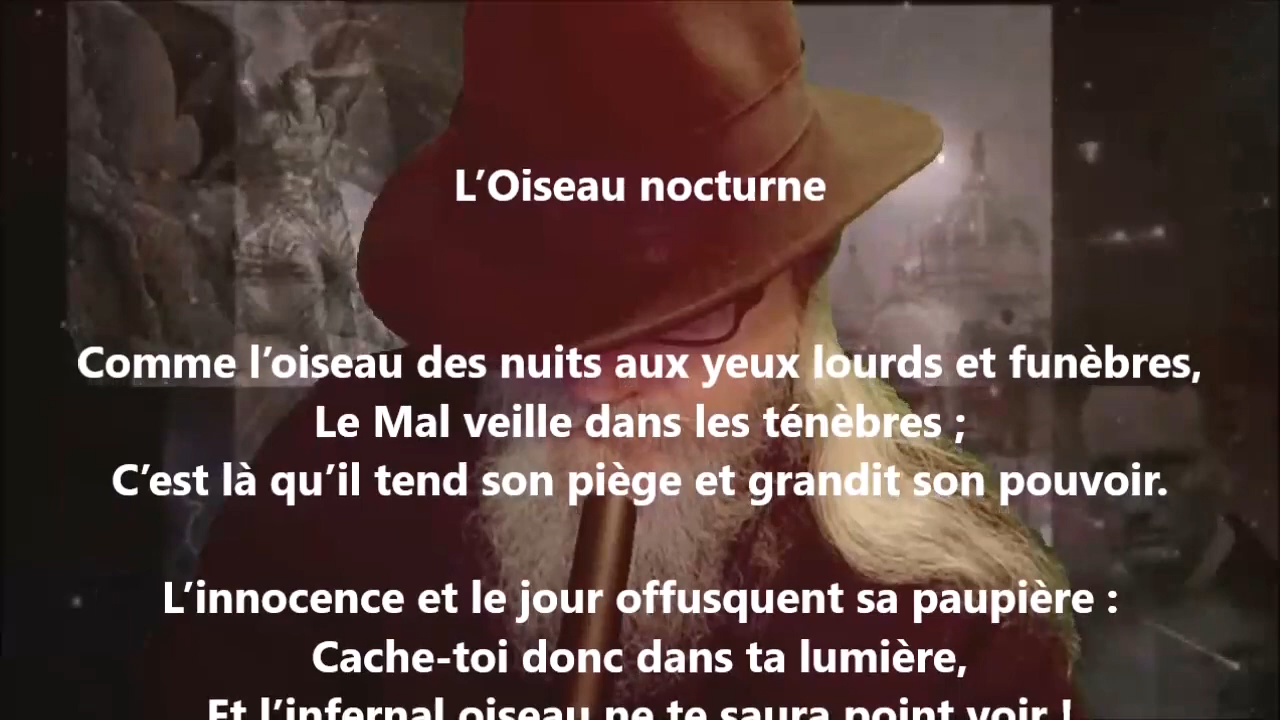 L’Oiseau nocturne
Comme l’oiseau des nuits aux yeux lourds et funèbres,
Le Mal veille dans les ténèbres ;
C’est là qu’il tend son piège et grandit son pouvoir.
L’innocence et le jour offusquent sa paupière :
Cache-toi donc dans ta lumière,
Et l’infernal oiseau ne te saura point voir !